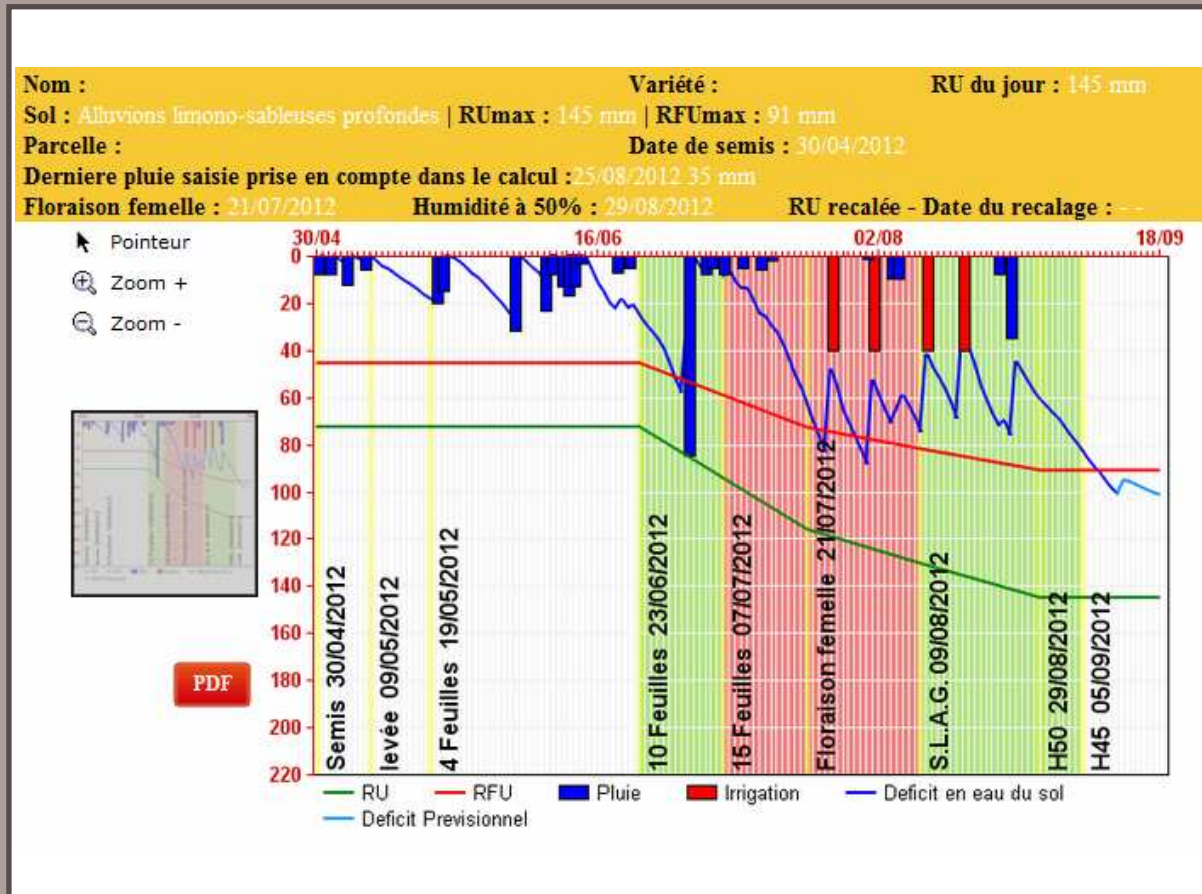 Nom : Variété : RU du jour : 145 mm
Sol : Alluvions limono-sableuses profondes | RUmax : 145 mm | RFUmax : 91 mm
Parcelle : Date de semis : 30/04/2012
Derniere pluie saisie prise en compte dans le calcul :25/08/2012 35 mm
Floraison femelle : 21/07/2012 Humidité à 50% : 29/08/2012 RU recalée - Date du recalage : - -
Pointeur
Zoom +
Zoom -
PDF
30/04 16/06 02/08 18/09
0
20
40
60
80
100
120
140
160
180
200
220
Semis 30/04/2012
levée 09/05/2012
4 Feuilles 19/05/2012
10 Feuilles 23/06/2012
15 Feuilles 07/07/2012
Floraison femelle 21/07/2012
S.L.A.G. 09/08/2012
H50 29/08/2012
H45 05/09/2012
RU RFU Pluie Irrigation Deficit en eau du sol
Deficit Previsionnel